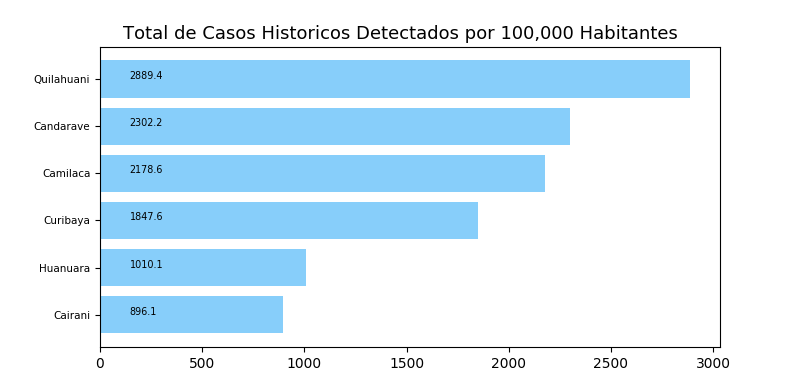 Total de Casos Historicos Detectados por 100,000 Habitantes
Quilahuani 2889.4
Candarave 2302.2
Camilaca 2178.6
Curibaya 1847.6
Huanuara 1010.1
Cairani 896.1
0 500 1000 1500 2000 2500 3000